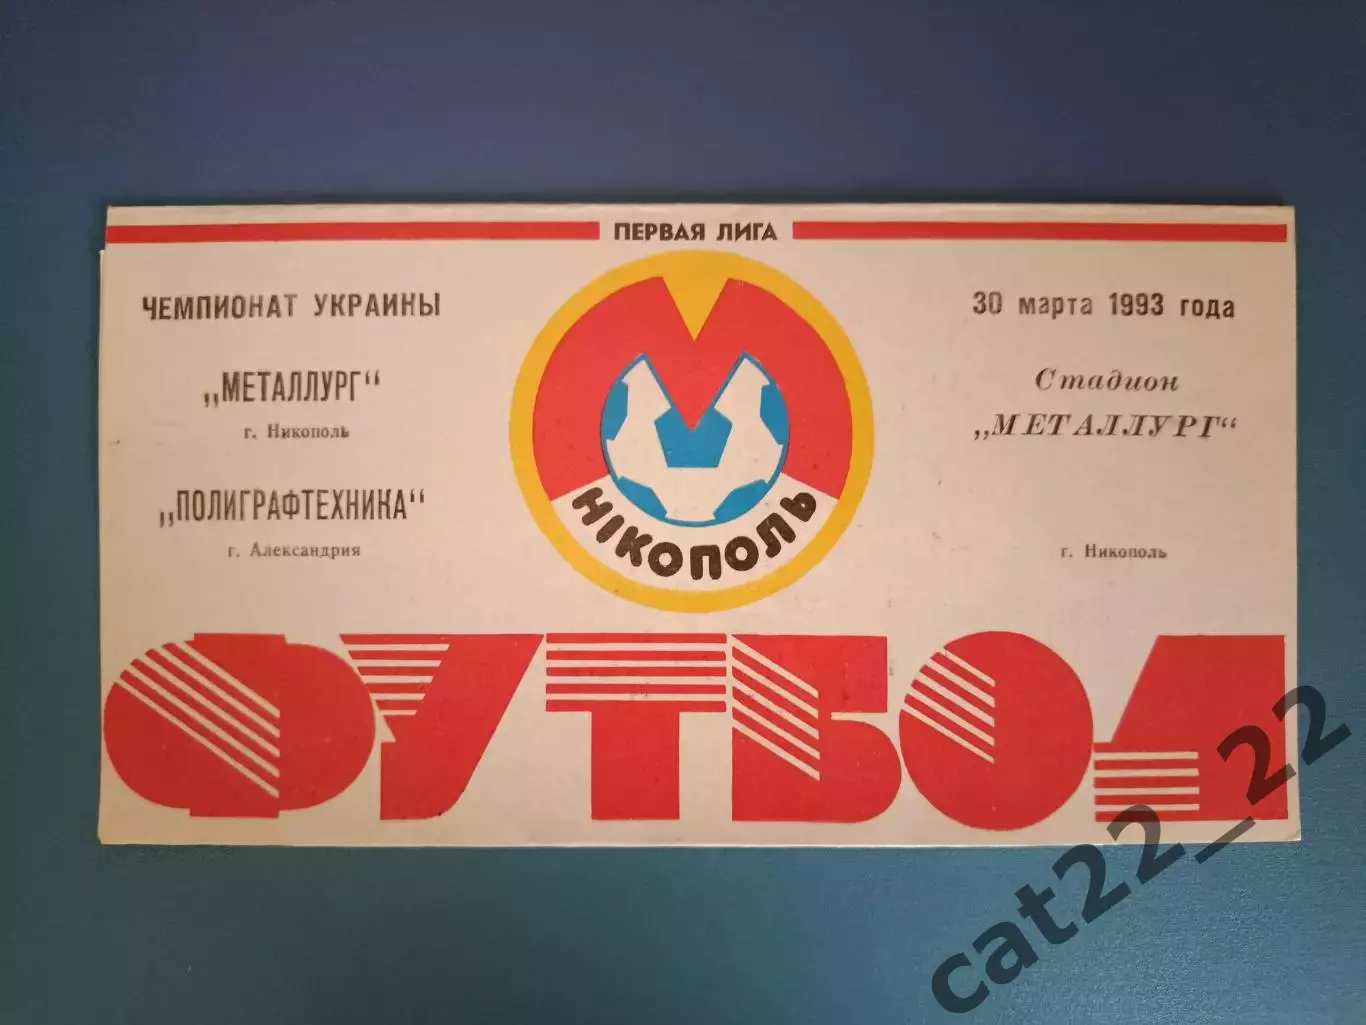 ПЕРВАЯ ЛИГА
ЧЕМПИОНАТ УКРАИНЫ
„МЕТАЛЛУРГ“
г. Никополь
„ПОЛИГРАФТЕХНИКА“
г. Александрия
НІКОПОЛЬ
30 марта 1993 года
Стадион
„МЕТАЛЛУРГ“
г. Никополь
ФУТБОЛ
cat22_22